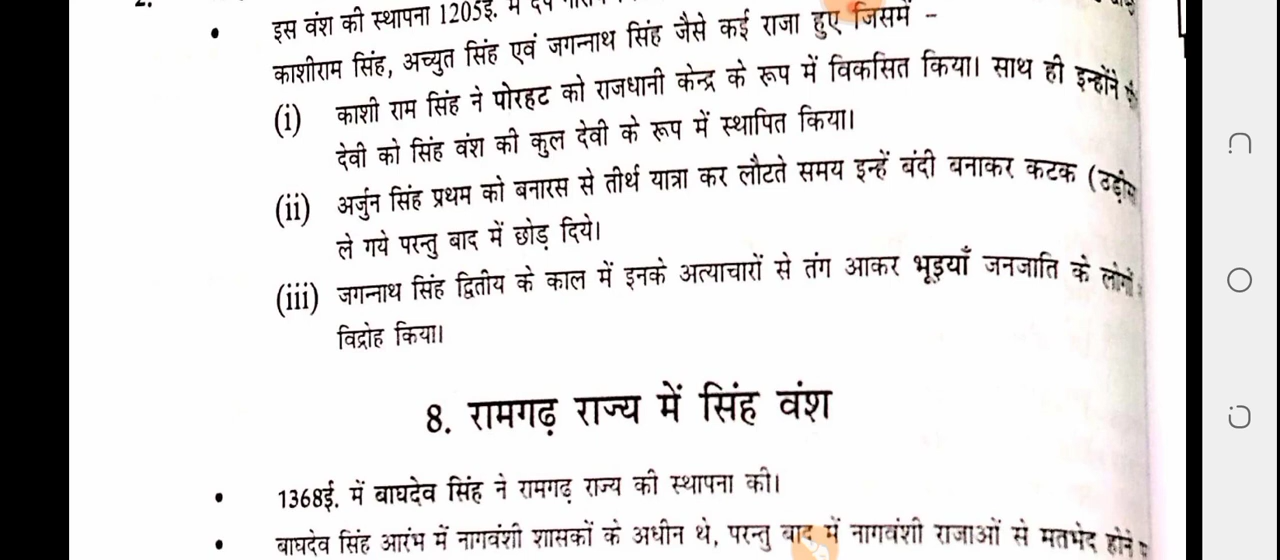 2.
• इस वंश की स्थापना 1205ई. में
काशीराम सिंह, अच्युत सिंह एवं जगन्नाथ सिंह जैसे कई राजा हुए जिसमें –
(i) काशी राम सिंह ने पोरहट को राजधानी केन्द्र के रूप में विकसित किया। साथ ही इन्होंने
देवी को सिंह वंश की कुल देवी के रूप में स्थापित किया।
(ii) अर्जुन सिंह प्रथम को बनारस से तीर्थ यात्रा कर लौटते समय इन्हें बंदी बनाकर कटक
ले गये परन्तु बाद में छोड़ दिये।
(iii) जगन्नाथ सिंह द्वितीय के काल में इनके अत्याचारों से तंग आकर भूइयाँ जनजाति के लोगों
विद्रोह किया।
8. रामगढ़ राज्य में सिंह वंश
• 1368ई. में बाघदेव सिंह ने रामगढ़ राज्य की स्थापना की।
• बाघदेव सिंह आरंभ में नागवंशी शासकों के अधीन थे, परन्तु बाद में नागवंशी राजाओं से मतभेद होने